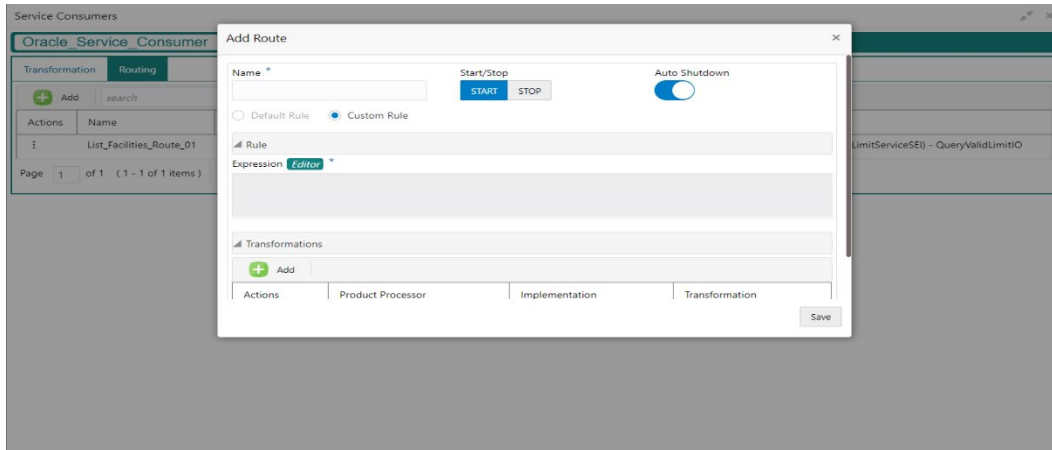 Service Consumers
Oracle_Service_Consumer
Transformation Routing
Add search
Actions Name
List_Facilities_Route_01 LimitServiceSEI) - QueryValidLimitIO
Page 1 of 1 (1 - 1 of 1 items)
Add Route
Name * Start/Stop Auto Shutdown
START STOP
Default Rule Custom Rule
Rule
Expression Editor *
Transformations
Add
Actions Product Processor Implementation Transformation
Save